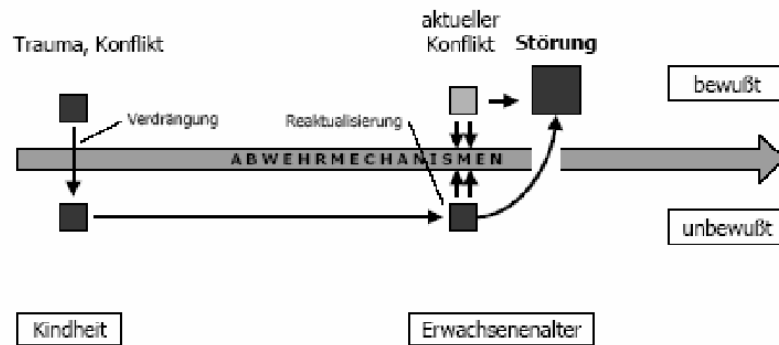 aktueller
Trauma, Konflikt
Konflikt
Störung
bewußt
Verdrängung
Reaktualisierung
ABWEHRMECHANISMEN
unbewußt
Kindheit
Erwachsenenalter